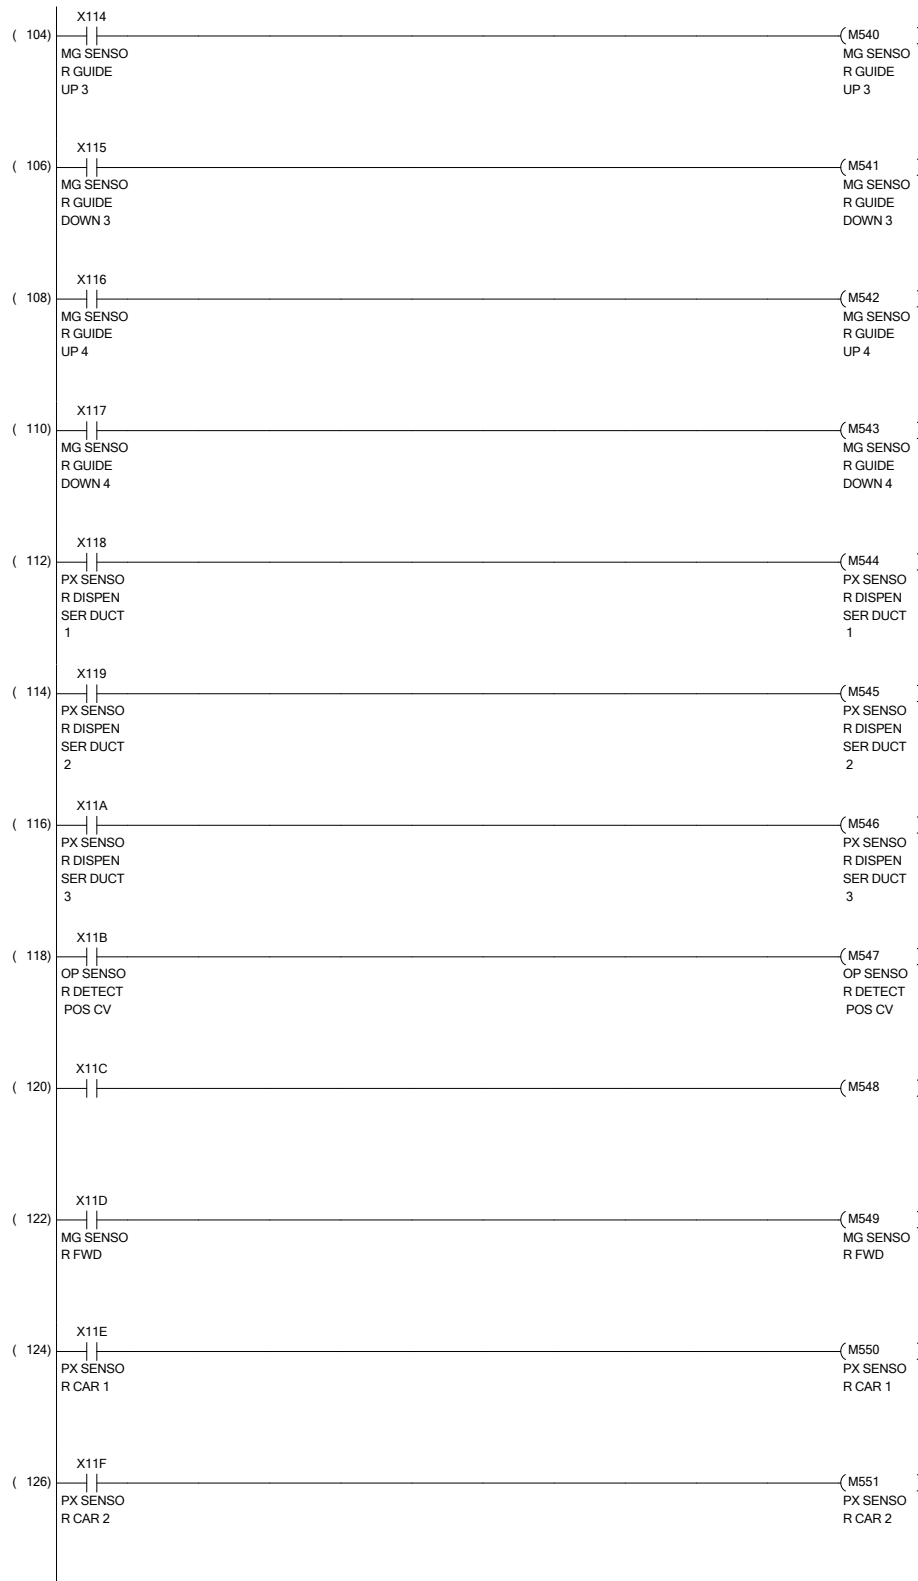 X114
( 104) (M540 )
MG SENSO MG SENSO
R GUIDE R GUIDE
UP 3 UP 3
X115
( 106) (M541 )
MG SENSO MG SENSO
R GUIDE R GUIDE
DOWN 3 DOWN 3
X116
( 108) (M542 )
MG SENSO MG SENSO
R GUIDE R GUIDE
UP 4 UP 4
X117
( 110) (M543 )
MG SENSO MG SENSO
R GUIDE R GUIDE
DOWN 4 DOWN 4
X118
( 112) (M544 )
PX SENSO PX SENSO
R DISPEN R DISPEN
SER DUCT SER DUCT
1 1
X119
( 114) (M545 )
PX SENSO PX SENSO
R DISPEN R DISPEN
SER DUCT SER DUCT
2 2
X11A
( 116) (M546 )
PX SENSO PX SENSO
R DISPEN R DISPEN
SER DUCT SER DUCT
3 3
X11B
( 118) (M547 )
OP SENSO OP SENSO
R DETECT R DETECT
POS CV POS CV
X11C
( 120) (M548 )
X11D
( 122) (M549 )
MG SENSO MG SENSO
R FWD R FWD
X11E
( 124) (M550 )
PX SENSO PX SENSO
R CAR 1 R CAR 1
X11F
( 126) (M551 )
PX SENSO PX SENSO
R CAR 2 R CAR 2